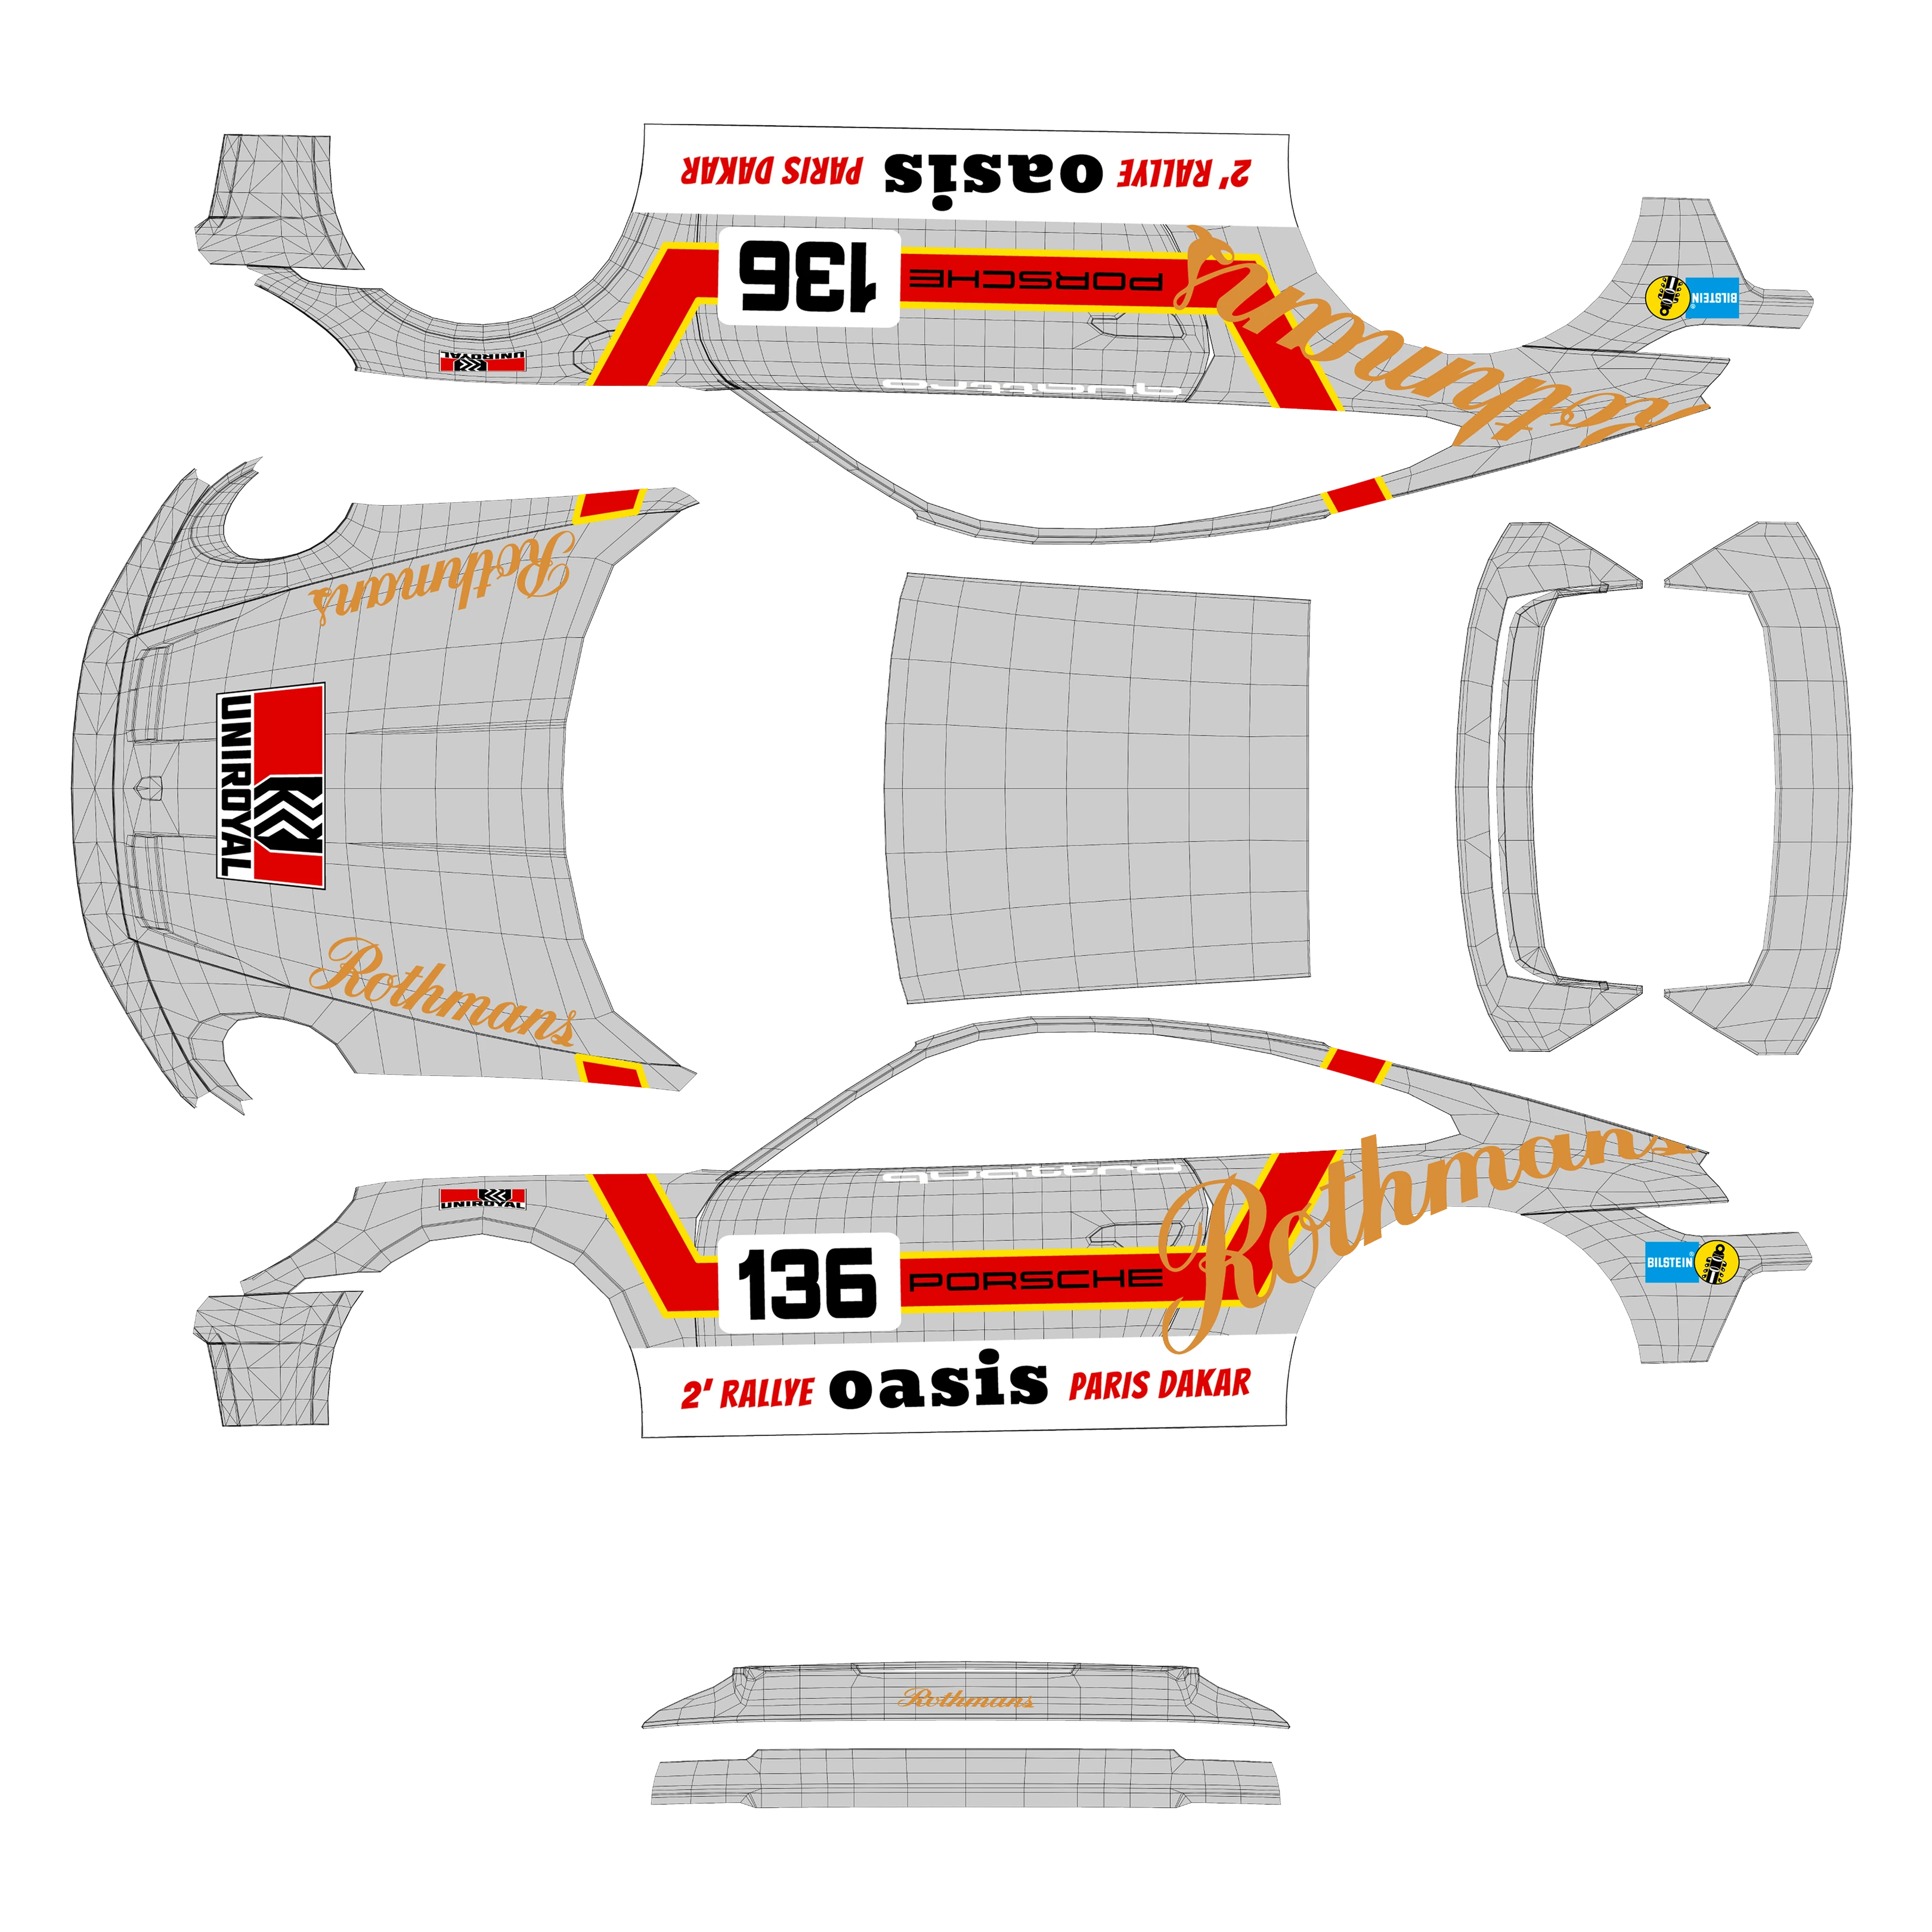 2' RALLYE oasis PARIS DAKAR
136 PORSCHE
Rothmans
BILSTEIN®
UNIROYAL
quattro
Rothmans
UNIROYAL
Rothmans
quattro
Rothmans
UNIROYAL
BILSTEIN®
136 PORSCHE
2' RALLYE oasis PARIS DAKAR
Rothmans